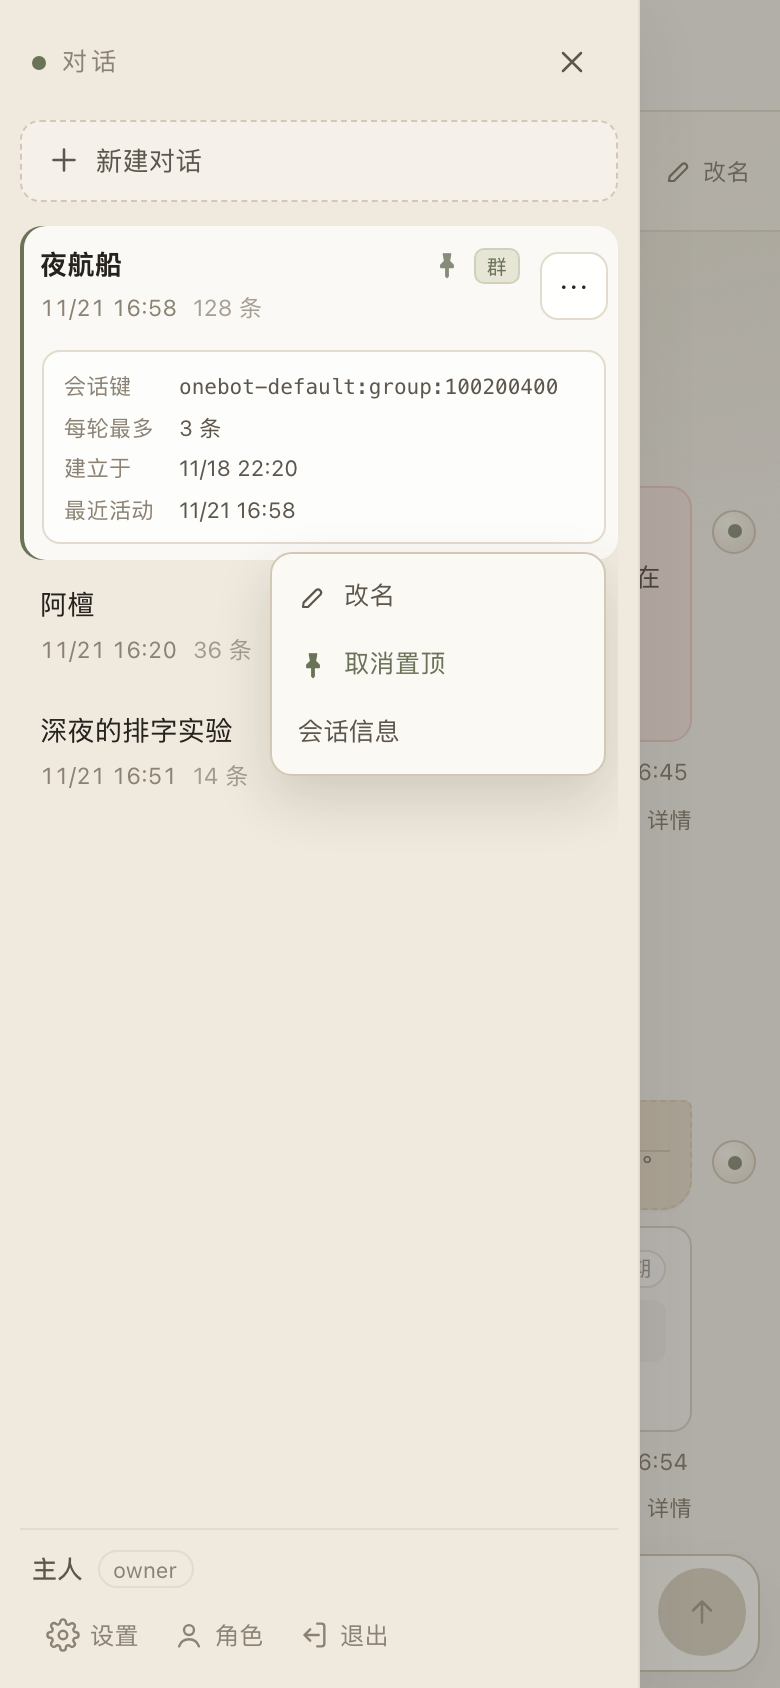 对话
新建对话
改名
夜航船
群
11/21 16:58 128 条
会话键 onebot-default:group:100200400
每轮最多 3 条
建立于 11/18 22:20
最近活动 11/21 16:58
阿檀
11/21 16:20 36 条
深夜的排字实验
11/21 16:51 14 条
改名
取消置顶
会话信息
在
6:45
详情
。
期
6:54
详情
主人 owner
设置 角色 退出